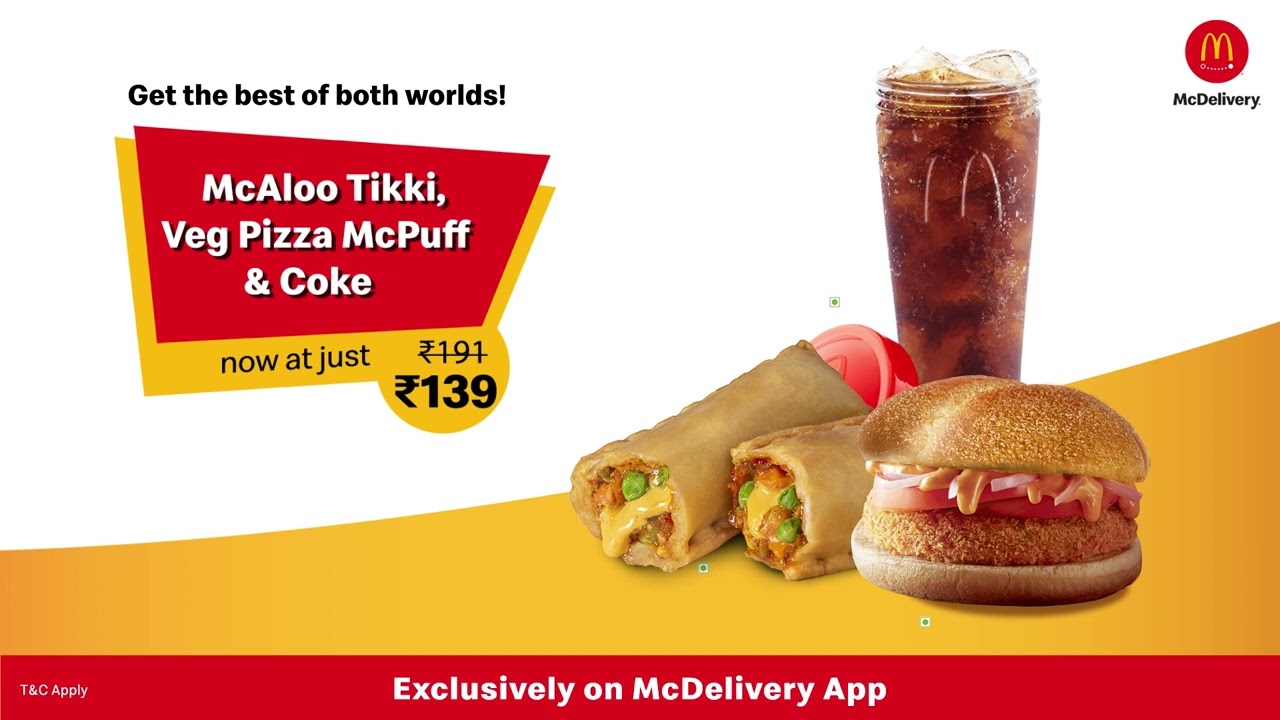 Get the best of both worlds!
McAloo Tikki,
Veg Pizza McPuff
& Coke
now at just
₹191
₹139
McDelivery
T&C Apply
Exclusively on McDelivery App